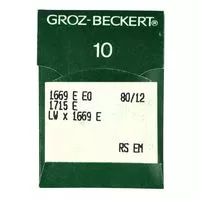 GROZ-BECKERT®
10
1669 E EO 80/12
1715 E
LW x 1669 E
RS EM